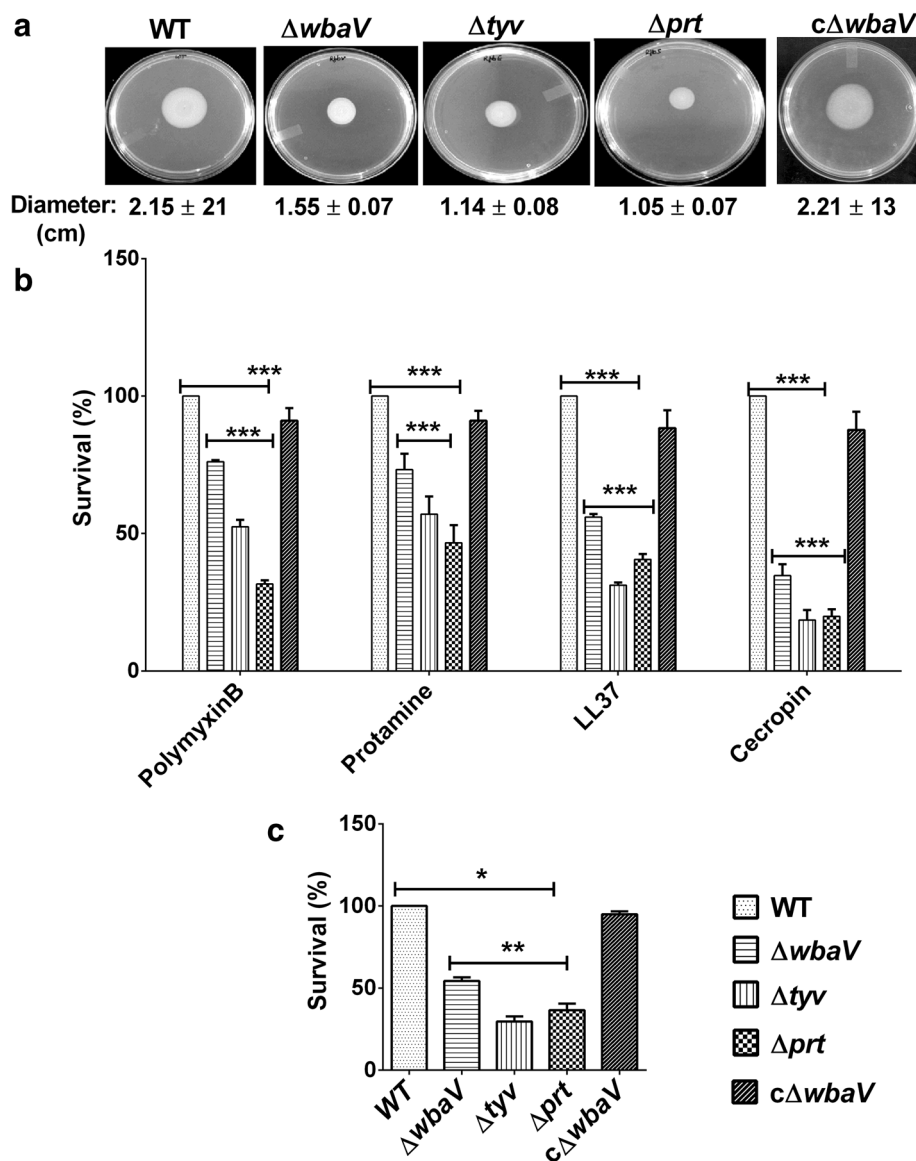 a
WT ΔwbaV Δtyv Δprt cΔwbaV
Diameter: 2.15 ± 21 1.55 ± 0.07 1.14 ± 0.08 1.05 ± 0.07 2.21 ± 13
(cm)
b
Survival (%)
150
100
50
0
*** *** *** ***
*** *** *** ***
PolymyxinB Protamine LL37 Cecropin
c
Survival (%)
150
100
50
0
*
**
WT ΔwbaV Δtyv Δprt cΔwbaV
WT
ΔwbaV
Δtyv
Δprt
cΔwbaV